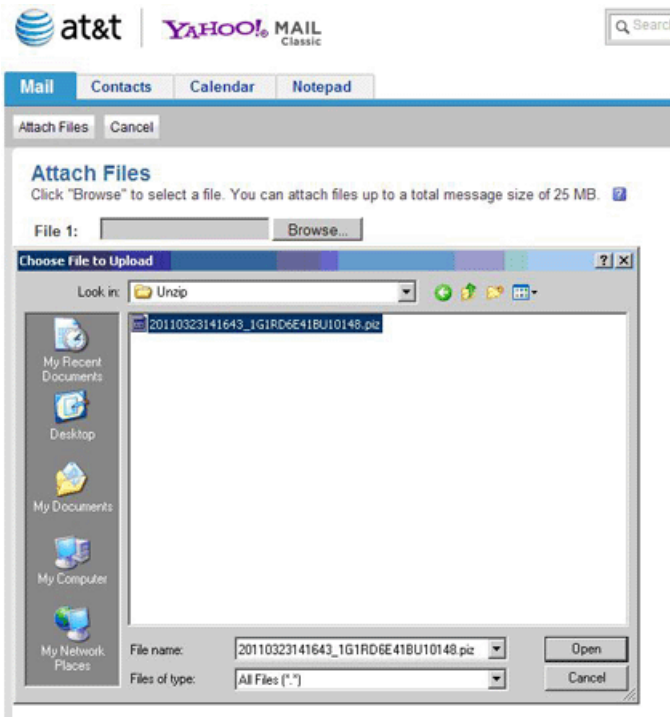 at&t YAHOO! MAIL
Classic
Search
Mail Contacts Calendar Notepad
Attach Files Cancel
Attach Files
Click "Browse" to select a file. You can attach files up to a total message size of 25 MB. ?
File 1: Browse...
Choose File to Upload ? X
Look in: Unzip
20110323141643_1G1RD6E41BU10148.piz
My Recent
Documents
Desktop
My Documents
My Computer
My Network
Places
File name: 20110323141643_1G1RD6E41BU10148.piz Open
Files of type: All Files (*.*) Cancel